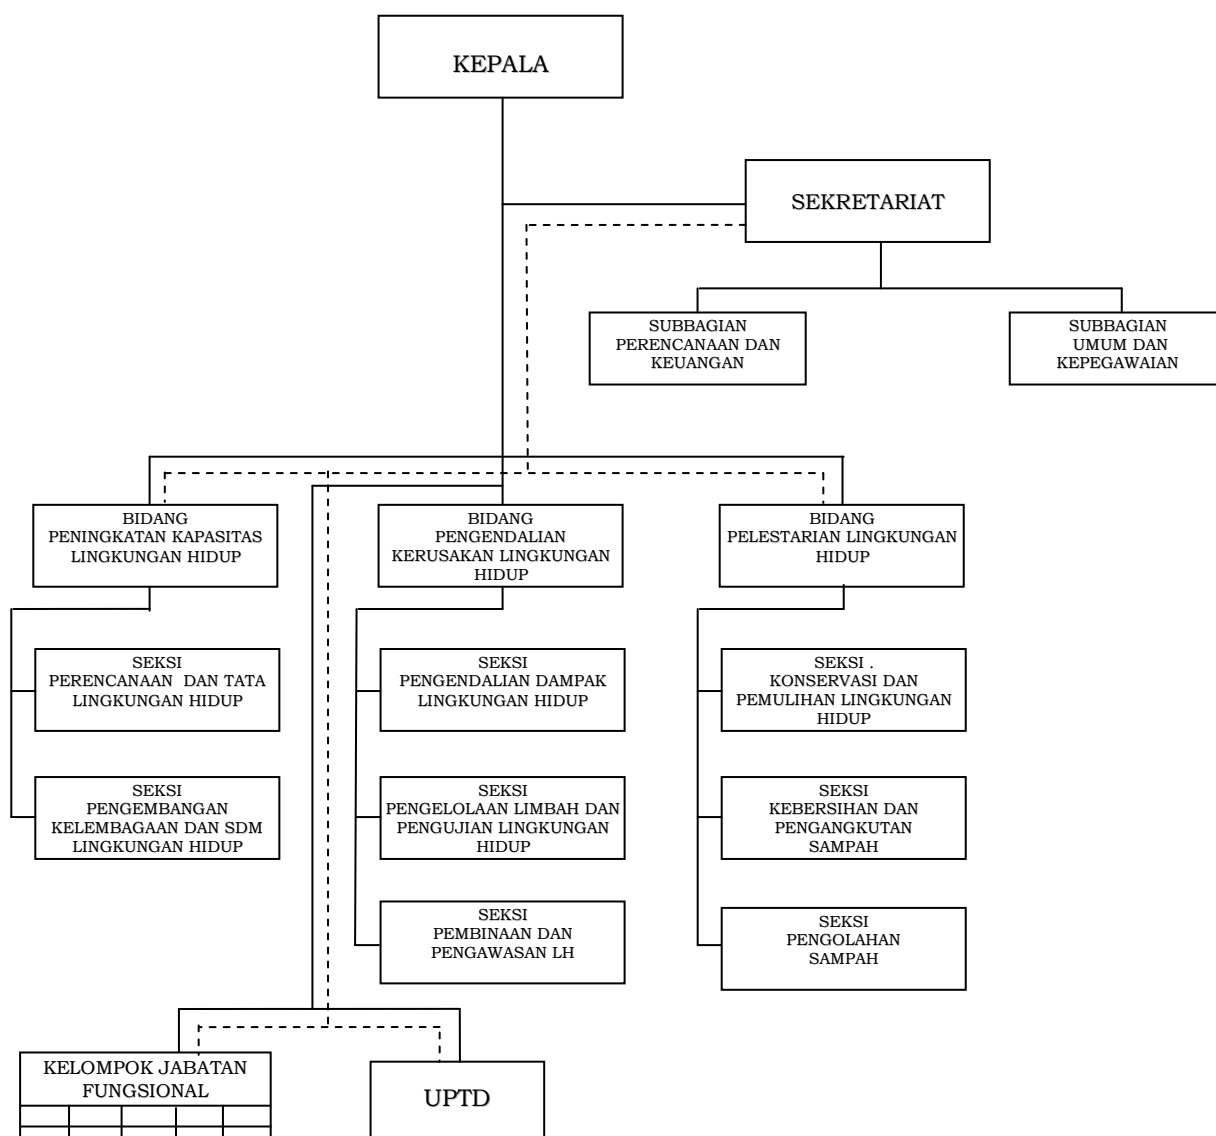 KEPALA
SEKRETARIAT
SUBBAGIAN
PERENCANAAN DAN
KEUANGAN
SUBBAGIAN
UMUM DAN
KEPEGAWAIAN
BIDANG
PENINGKATAN KAPASITAS
LINGKUNGAN HIDUP
BIDANG
PENGENDALIAN
KERUSAKAN LINGKUNGAN
HIDUP
BIDANG
PELESTARIAN LINGKUNGAN
HIDUP
SEKSI
PERENCANAAN DAN TATA
LINGKUNGAN HIDUP
SEKSI
PENGENDALIAN DAMPAK
LINGKUNGAN HIDUP
SEKSI .
KONSERVASI DAN
PEMULIHAN LINGKUNGAN
HIDUP
SEKSI
PENGEMBANGAN
KELEMBAGAAN DAN SDM
LINGKUNGAN HIDUP
SEKSI
PENGELOLAAN LIMBAH DAN
PENGUJIAN LINGKUNGAN
HIDUP
SEKSI
KEBERSIHAN DAN
PENGANGKUTAN
SAMPAH
SEKSI
PEMBINAAN DAN
PENGAWASAN LH
SEKSI
PENGOLAHAN
SAMPAH
KELOMPOK JABATAN
FUNGSIONAL
UPTD